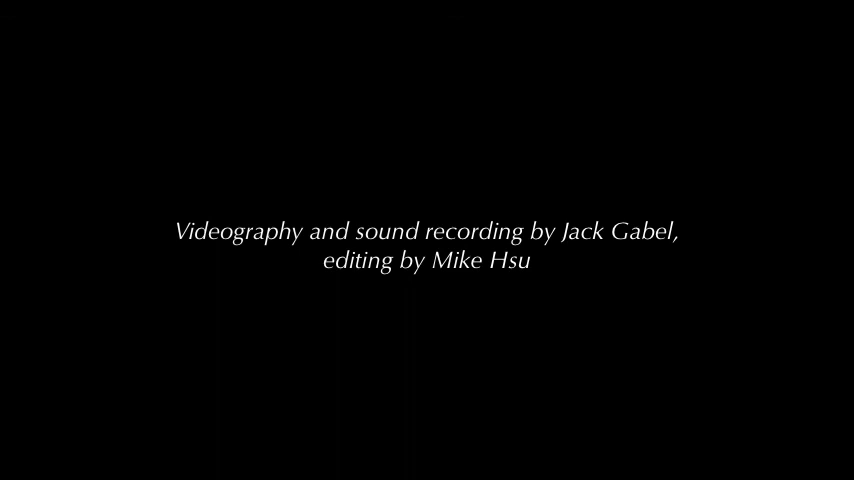 Videography and sound recording by Jack Gabel,
editing by Mike Hsu